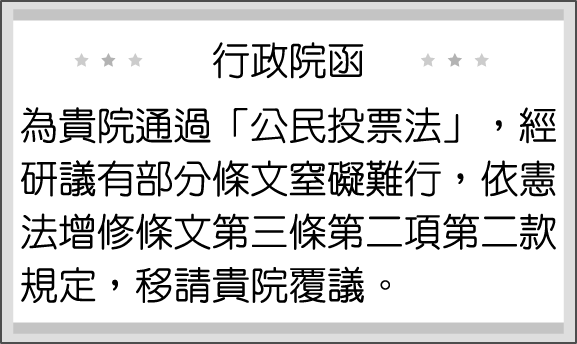 行政院函
為貴院通過「公民投票法」，經
研議有部分條文窒礙難行，依憲
法增修條文第三條第二項第二款
規定，移請貴院覆議。